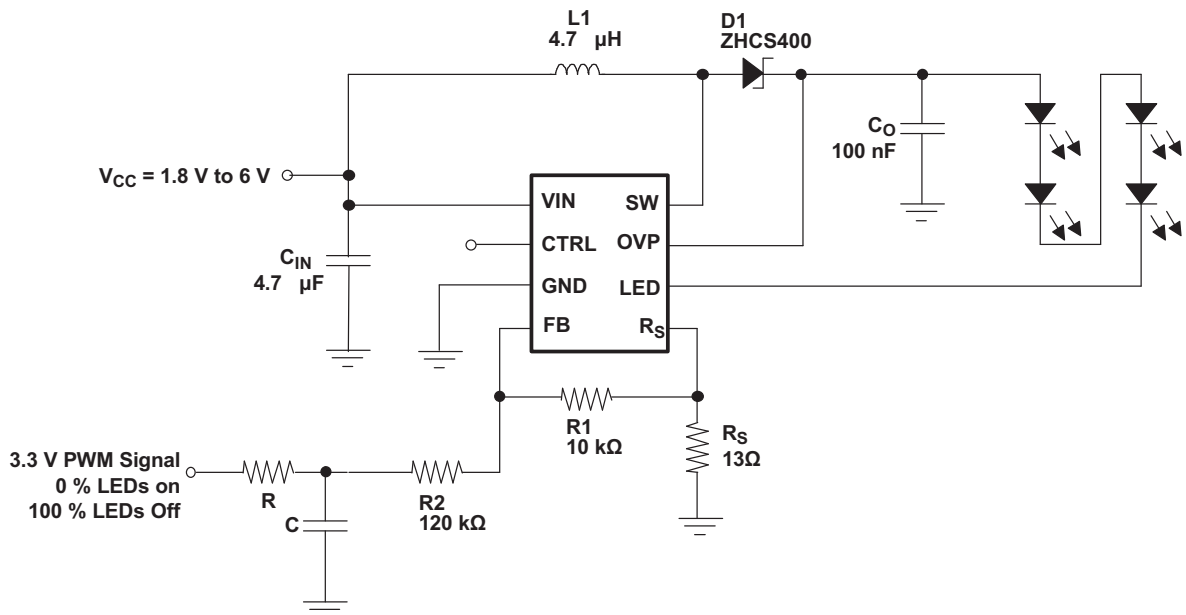 L1
4.7 µH
D1
ZHCS400
C_O
100 nF
V_CC = 1.8 V to 6 V
VIN
SW
CTRL
OVP
C_IN
4.7 µF
GND
LED
FB
R_S
R1
10 kΩ
R_S
13Ω
3.3 V PWM Signal
0 % LEDs on
100 % LEDs Off
R
C
R2
120 kΩ